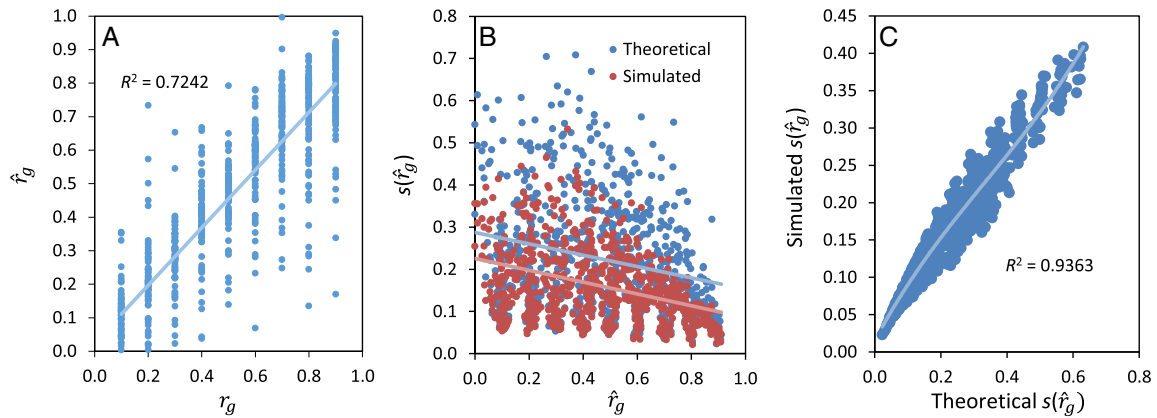 A
R² = 0.7242
1.0
0.9
0.8
0.7
0.6
0.5
0.4
0.3
0.2
0.1
0.0
0.0 0.2 0.4 0.6 0.8 1.0
r̂g
rg
B
Theoretical
Simulated
0.8
0.7
0.6
0.5
0.4
0.3
0.2
0.1
0.0
0.0 0.2 0.4 0.6 0.8 1.0
s(r̂g)
r̂g
C
R² = 0.9363
0.45
0.40
0.35
0.30
0.25
0.20
0.15
0.10
0.05
0.00
0.0 0.2 0.4 0.6 0.8
Simulated s(r̂g)
Theoretical s(r̂g)